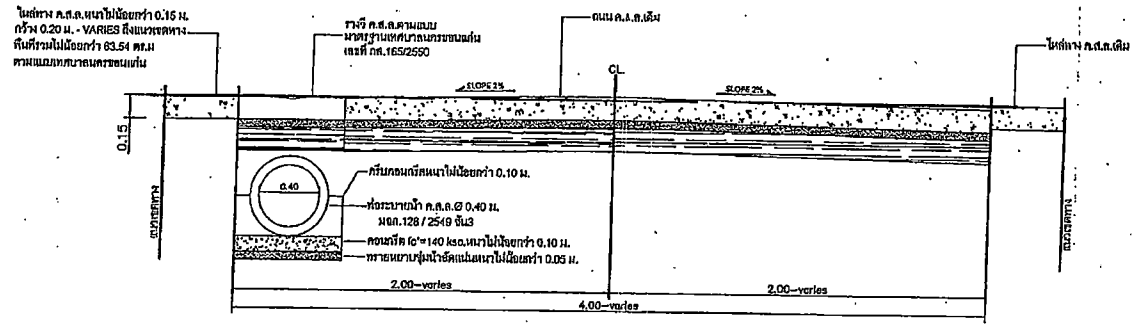 ไหล่ทาง ค.ส.ล.หนาไม่น้อยกว่า 0.15 ม.
กว้าง 0.20 ม. - VARIES ถึงแนวเขตทาง
พื้นที่รวมไม่น้อยกว่า 63.54 ตร.ม
ตามแบบเทศบาลนครขอนแก่น
รางวี ค.ส.ล.ตามแบบ
มาตรฐานเทศบาลนครขอนแก่น
เลขที่ กส.165/2550
ถนน ค.ส.ล.เดิม
ไหล่ทาง ค.ส.ล.เดิม
CL.
SLOPE 2%
SLOPE 2%
0.15
แนวเขตทาง
0.40
ครีบคอนกรีตหนาไม่น้อยกว่า 0.10 ม.
ท่อระบายน้ำ ค.ส.ล.Ø 0.40 ม.
มอก.128 / 2549 ชั้น3
คอนกรีต fc'=140 ksc.หนาไม่น้อยกว่า 0.10 ม.
ทรายหยาบชุ่มน้ำอัดแน่นหนาไม่น้อยกว่า 0.05 ม.
แนวเขตทาง
2.00-varies
2.00-varies
4.00-varies